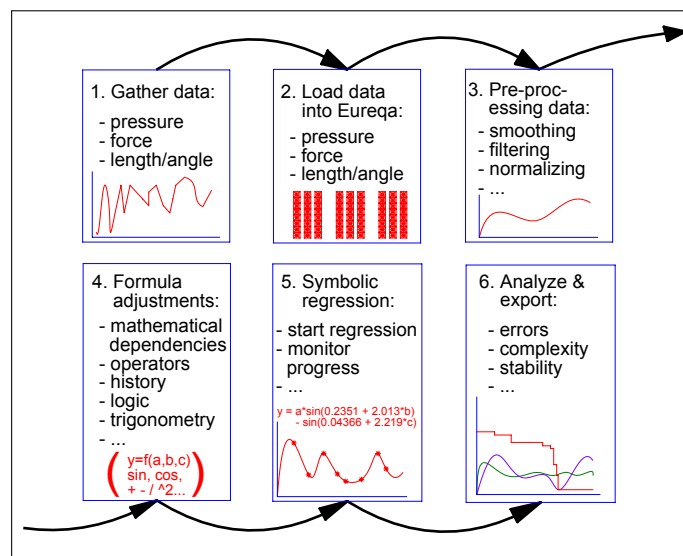 1. Gather data:
- pressure
- force
- length/angle
2. Load data
into Eureqa:
- pressure
- force
- length/angle
3. Pre-proc-
essing data:
- smoothing
- filtering
- normalizing
- ...
4. Formula
adjustments:
- mathematical
dependencies
- operators
- history
- logic
- trigonometry
- ...
( y=f(a,b,c)
sin, cos,
+ - / ^2... )
5. Symbolic
regression:
- start regression
- monitor
progress
- ...
y = a*sin(0.2351 + 2.013*b)
- sin(0.04366 + 2.219*c)
6. Analyze &
export:
- errors
- complexity
- stability
- ...